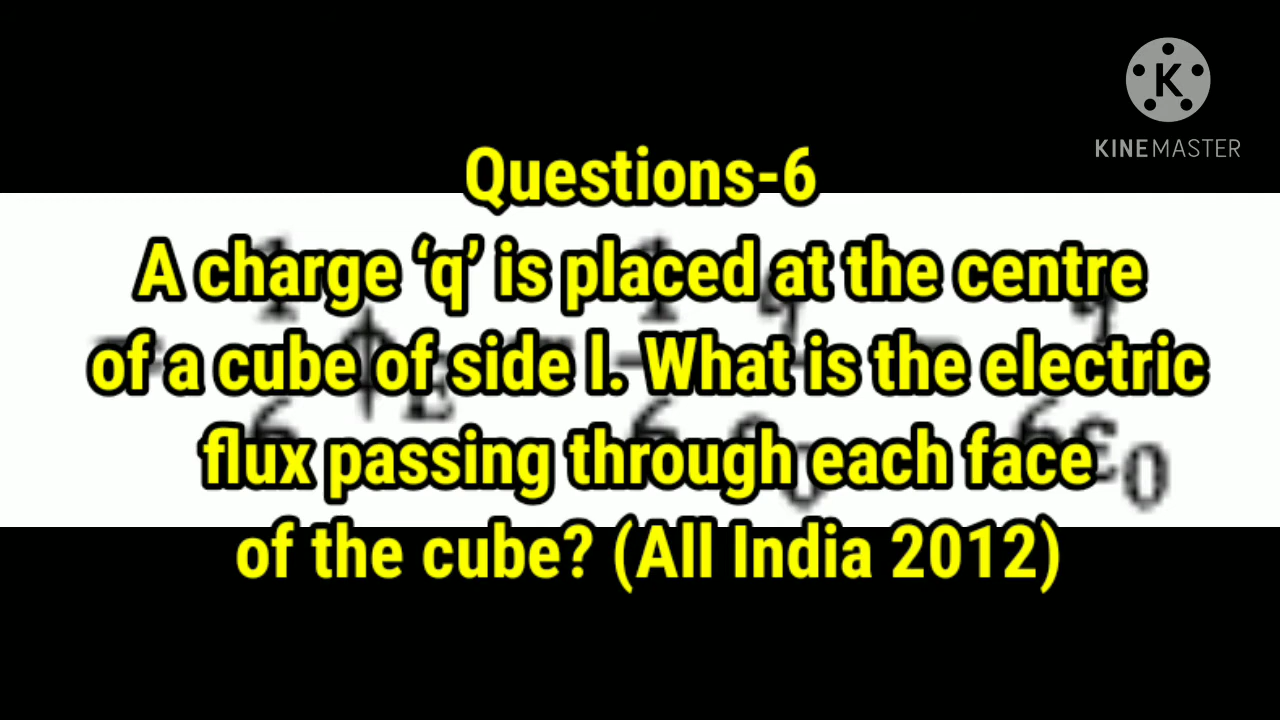 KINEMASTER
Questions-6
A charge ‘q’ is placed at the centre
of a cube of side l. What is the electric
flux passing through each face
of the cube? (All India 2012)